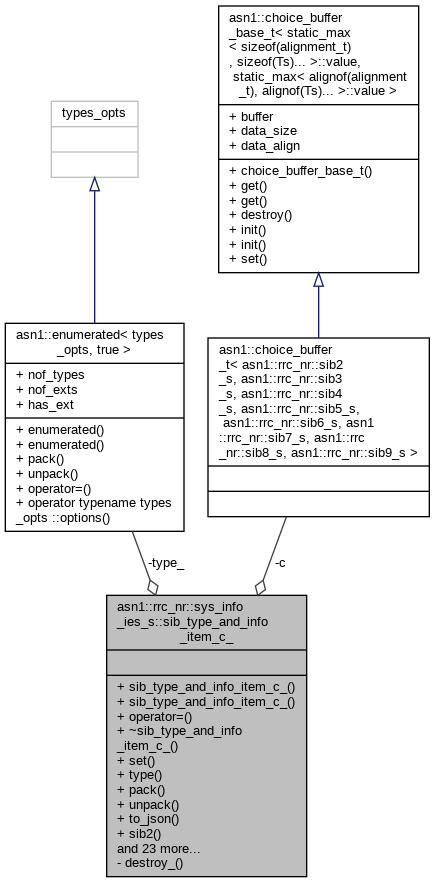 types_opts
asn1::choice_buffer
_base_t< static_max
< sizeof(alignment_t)
, sizeof(Ts)... >::value,
static_max< alignof(alignment
_t), alignof(Ts)... >::value >
+ buffer
+ data_size
+ data_align
+ choice_buffer_base_t()
+ get()
+ get()
+ destroy()
+ init()
+ init()
+ set()
asn1::enumerated< types
_opts, true >
+ nof_types
+ nof_exts
+ has_ext
+ enumerated()
+ enumerated()
+ pack()
+ unpack()
+ operator=()
+ operator typename types
_opts ::options()
asn1::choice_buffer
_t< asn1::rrc_nr::sib2
_s, asn1::rrc_nr::sib3
_s, asn1::rrc_nr::sib4
_s, asn1::rrc_nr::sib5_s,
asn1::rrc_nr::sib6_s, asn1
::rrc_nr::sib7_s, asn1::rrc
_nr::sib8_s, asn1::rrc_nr::sib9_s >
-type_
-c
asn1::rrc_nr::sys_info
_ies_s::sib_type_and_info
_item_c_
+ sib_type_and_info_item_c_()
+ sib_type_and_info_item_c_()
+ operator=()
+ ~sib_type_and_info
_item_c_()
+ set()
+ type()
+ pack()
+ unpack()
+ to_json()
+ sib2()
and 23 more...
- destroy_()